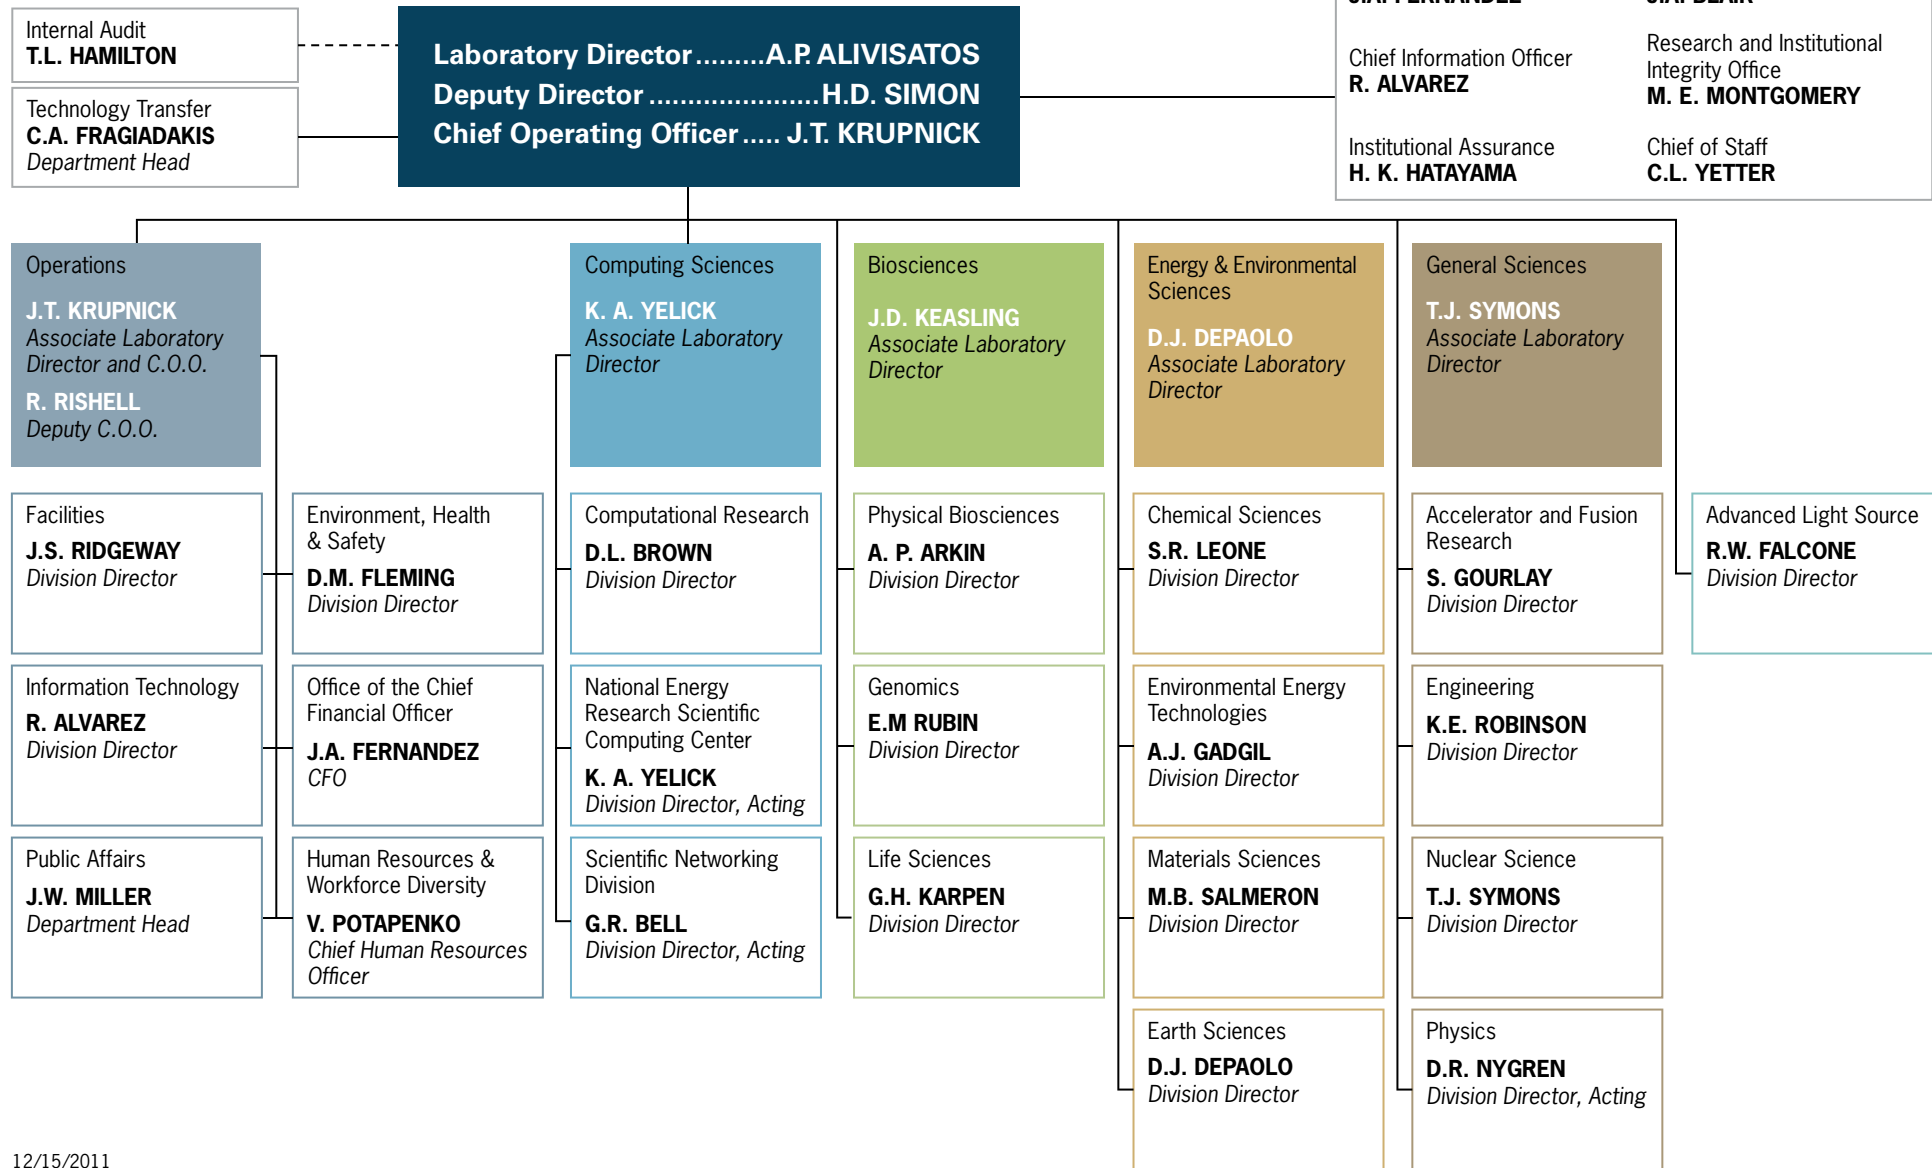 J.A. FERNANDEZ
J.A. BLAIR
Internal Audit
T.L. HAMILTON
Technology Transfer
C.A. FRAGIADAKIS
Department Head
Laboratory Director.........A.P. ALIVISATOS
Deputy Director......................H.D. SIMON
Chief Operating Officer..... J.T. KRUPNICK
Chief Information Officer
R. ALVAREZ
Research and Institutional
Integrity Office
M. E. MONTGOMERY
Institutional Assurance
H. K. HATAYAMA
Chief of Staff
C.L. YETTER
Operations
J.T. KRUPNICK
Associate Laboratory
Director and C.O.O.
R. RISHELL
Deputy C.O.O.
Computing Sciences
K. A. YELICK
Associate Laboratory
Director
Biosciences
J.D. KEASLING
Associate Laboratory
Director
Energy & Environmental
Sciences
D.J. DEPAOLO
Associate Laboratory
Director
General Sciences
T.J. SYMONS
Associate Laboratory
Director
Facilities
J.S. RIDGEWAY
Division Director
Environment, Health
& Safety
D.M. FLEMING
Division Director
Computational Research
D.L. BROWN
Division Director
Physical Biosciences
A. P. ARKIN
Division Director
Chemical Sciences
S.R. LEONE
Division Director
Accelerator and Fusion
Research
S. GOURLAY
Division Director
Advanced Light Source
R.W. FALCONE
Division Director
Information Technology
R. ALVAREZ
Division Director
Office of the Chief
Financial Officer
J.A. FERNANDEZ
CFO
National Energy
Research Scientific
Computing Center
K. A. YELICK
Division Director, Acting
Genomics
E.M RUBIN
Division Director
Environmental Energy
Technologies
A.J. GADGIL
Division Director
Engineering
K.E. ROBINSON
Division Director
Public Affairs
J.W. MILLER
Department Head
Human Resources &
Workforce Diversity
V. POTAPENKO
Chief Human Resources
Officer
Scientific Networking
Division
G.R. BELL
Division Director, Acting
Life Sciences
G.H. KARPEN
Division Director
Materials Sciences
M.B. SALMERON
Division Director
Nuclear Science
T.J. SYMONS
Division Director
Earth Sciences
D.J. DEPAOLO
Division Director
Physics
D.R. NYGREN
Division Director, Acting
12/15/2011